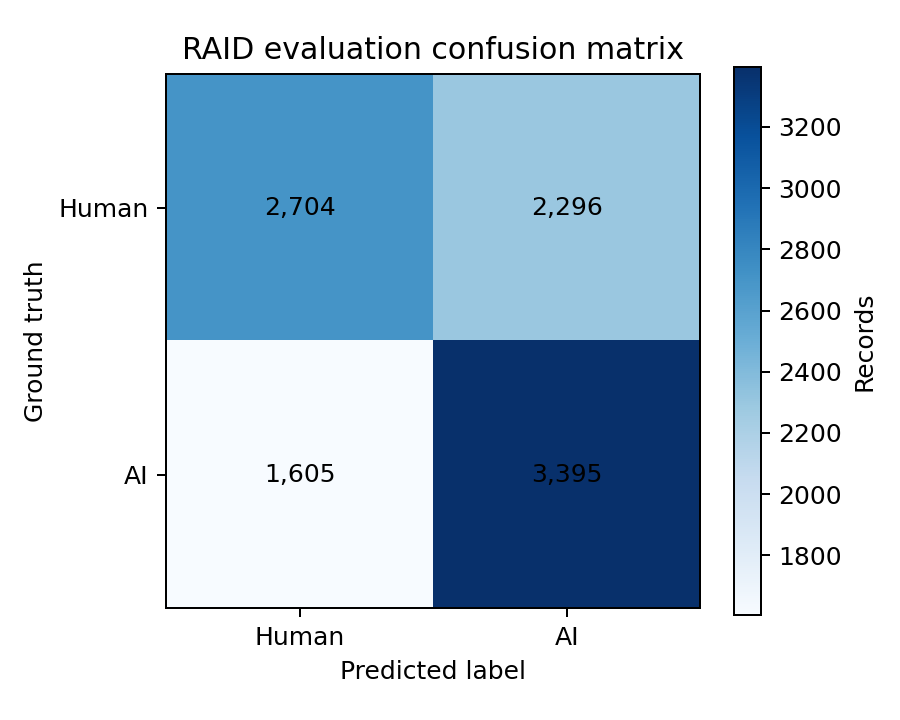 RAID evaluation confusion matrix
Human
2,704
2,296
AI
1,605
3,395
Human
AI
Predicted label
Ground truth
3200
3000
2800
2600
2400
2200
2000
1800
Records